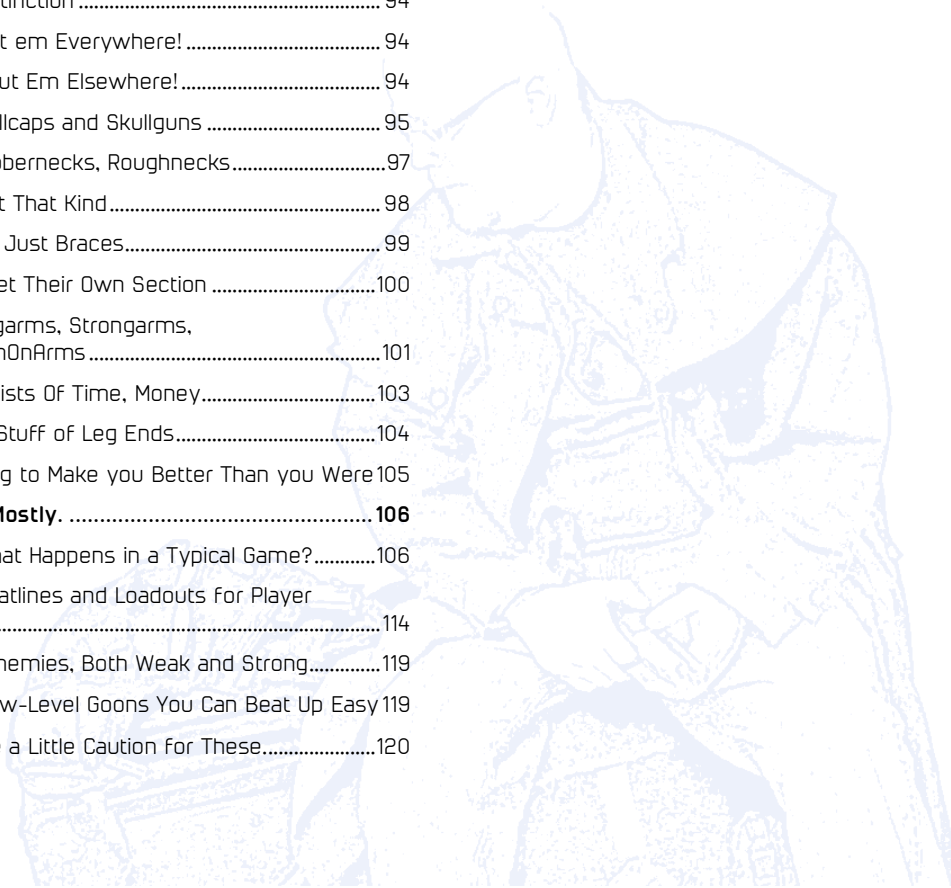 tinction .......... 94
t em Everywhere! .......... 94
ut Em Elsewhere! .......... 94
llcaps and Skullguns .......... 95
bernecks, Roughnecks .......... 97
t That Kind .......... 98
Just Braces .......... 99
et Their Own Section .......... 100
garms, Strongarms,
nOnArms .......... 101
ists Of Time, Money .......... 103
Stuff of Leg Ends .......... 104
g to Make you Better Than you Were 105
Mostly. .......... 106
at Happens in a Typical Game? .......... 106
atlines and Loadouts for Player
.......... 114
nemies, Both Weak and Strong .......... 119
w-Level Goons You Can Beat Up Easy 119
a Little Caution for These .......... 120